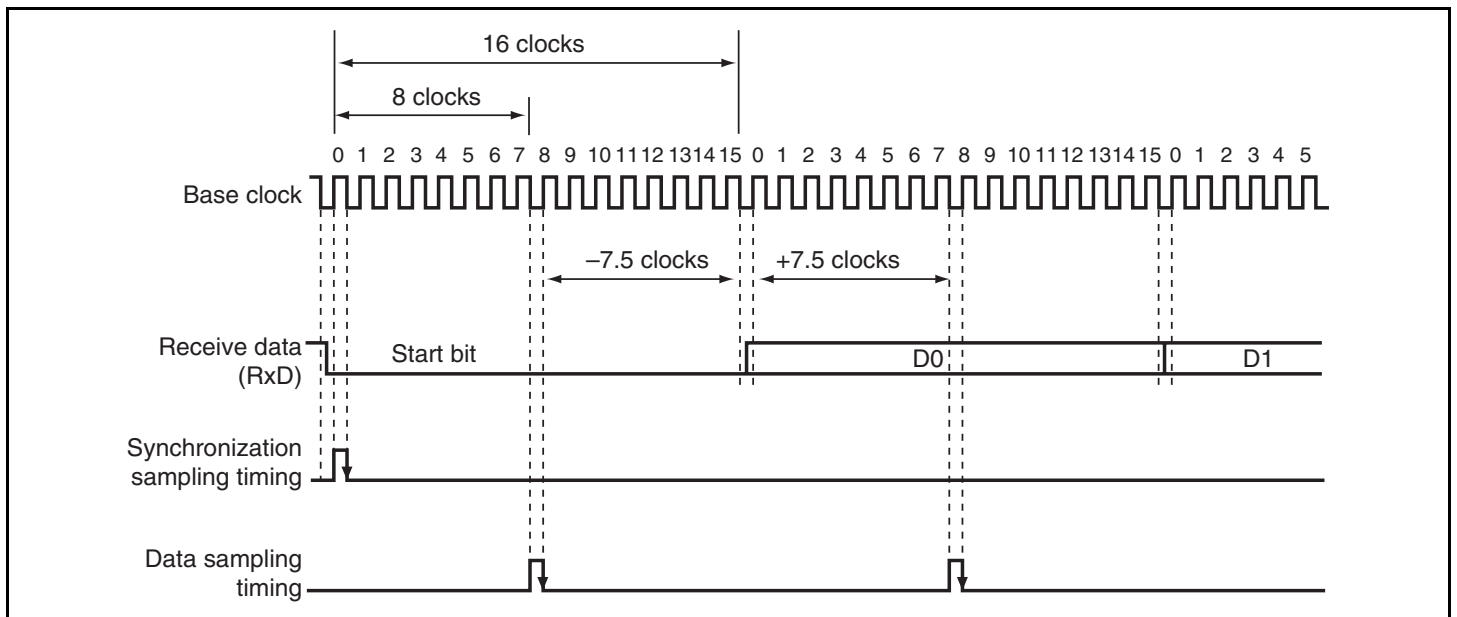 16 clocks
8 clocks
0 1 2 3 4 5 6 7 8 9 10 11 12 13 14 15 0 1 2 3 4 5 6 7 8 9 10 11 12 13 14 15 0 1 2 3 4 5
Base clock
–7.5 clocks +7.5 clocks
Receive data
(RxD)
Start bit D0 D1
Synchronization
sampling timing
Data sampling
timing